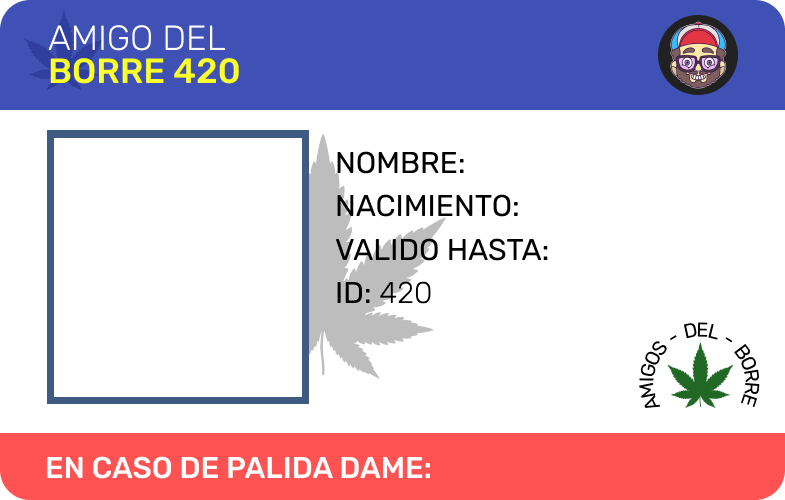 AMIGO DEL
BORRE 420
NOMBRE:
NACIMIENTO:
VALIDO HASTA:
ID: 420
AMIGOS - DEL - BORRE
EN CASO DE PALIDA DAME: